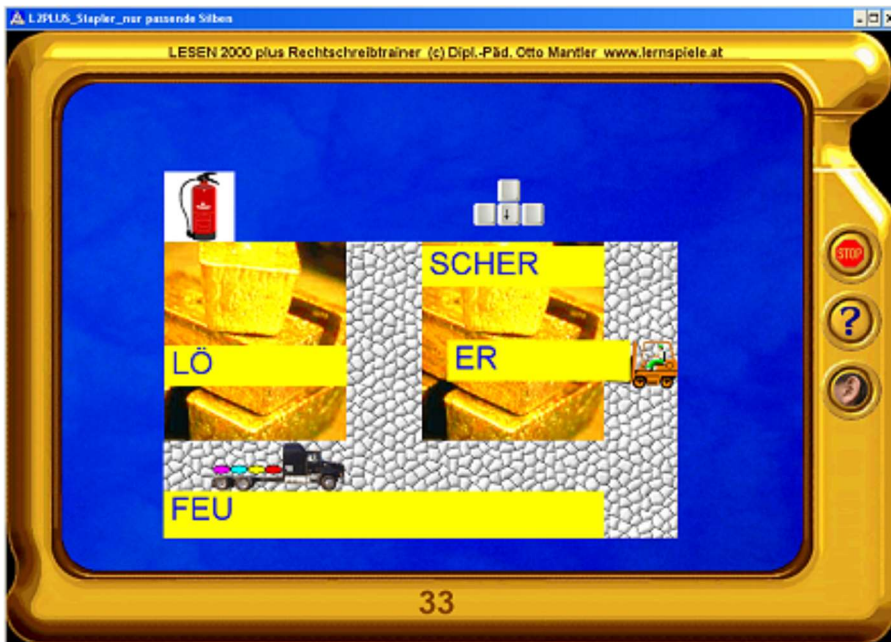 L2PLUS_Stapler_nur passende Silben
LESEN 2000 plus Rechtschreibtrainer (c) Dipl.-Päd. Otto Mantler www.lernspiele.at
↓
SCHER
STOP
?
LÖ
ER
FEU
33